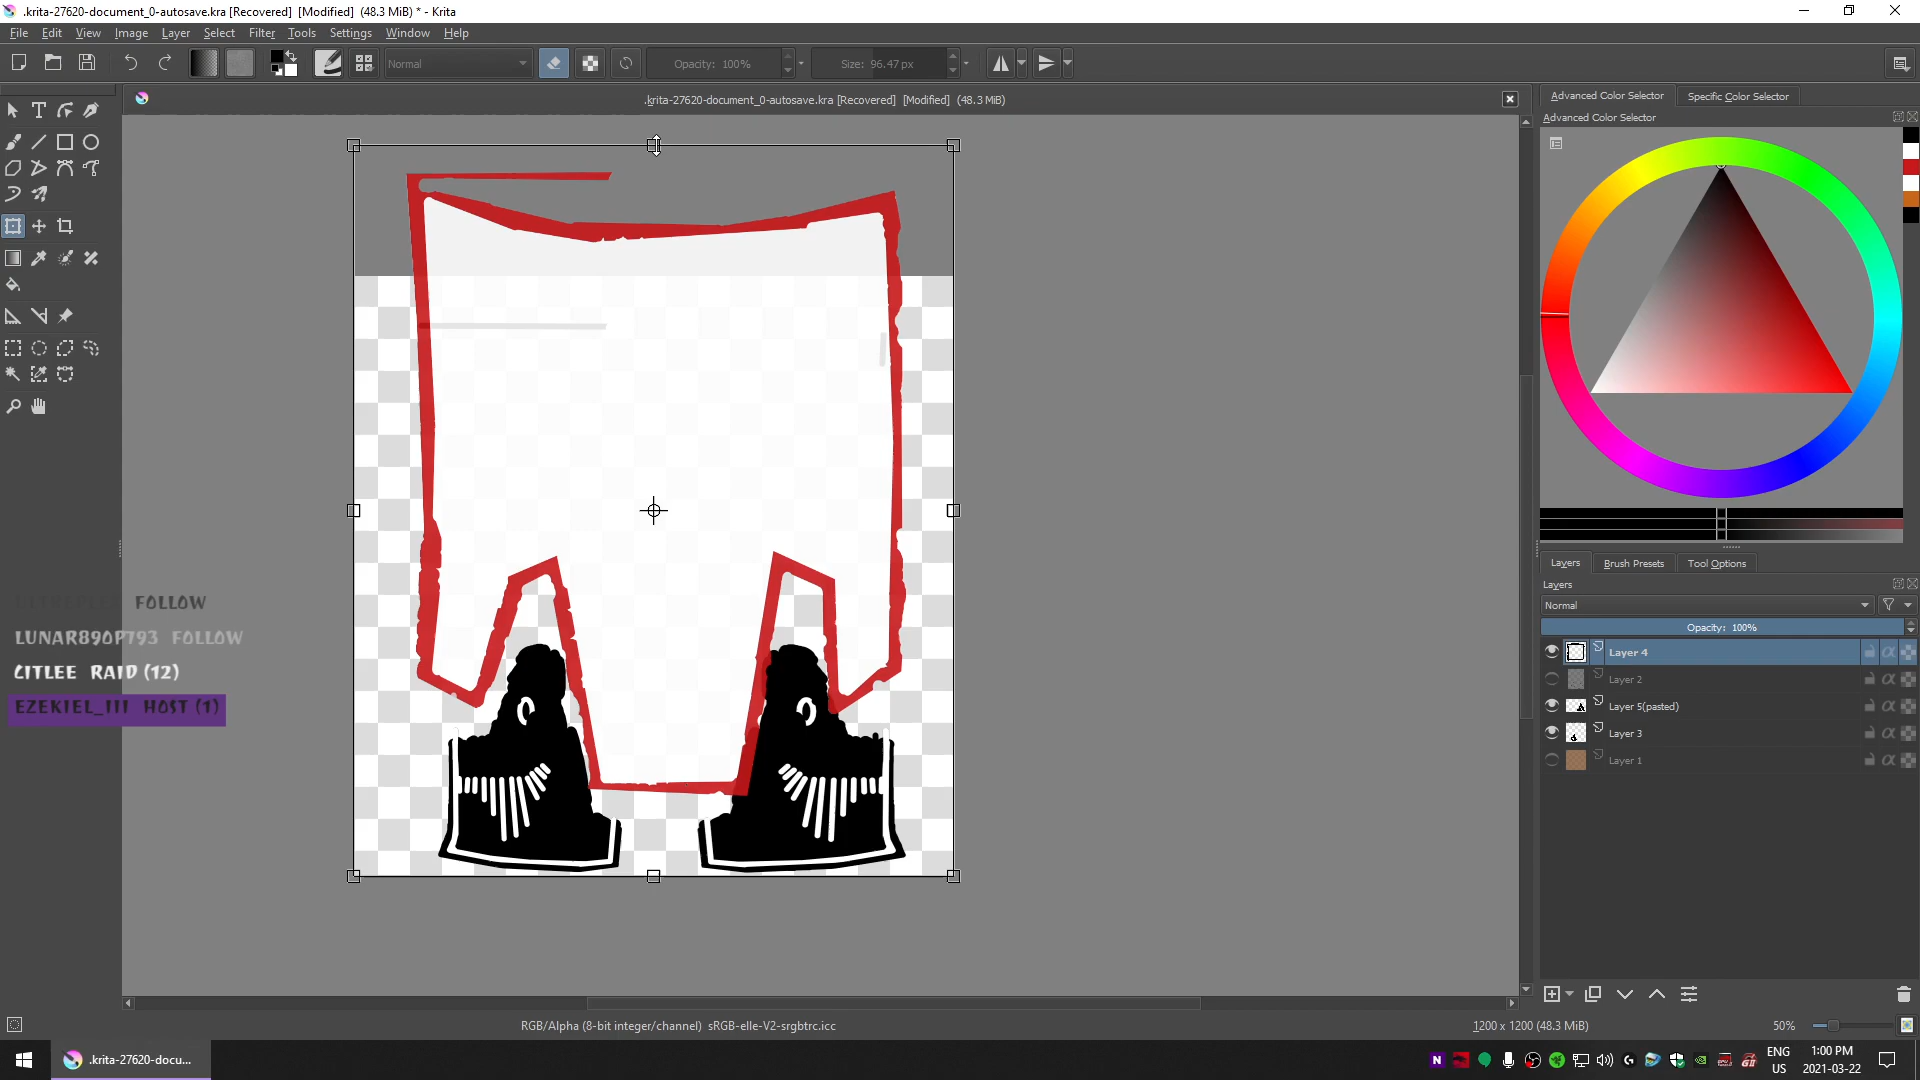 .krita-27620-document_0-autosave.kra [Recovered]  [Modified]  (48.3 MiB) * - Krita
File  Edit  View  Image  Layer  Select  Filter  Tools  Settings  Window  Help
Normal
Opacity: 100%
Size: 96.47 px
.krita-27620-document_0-autosave.kra [Recovered]  [Modified]  (48.3 MiB)
Advanced Color Selector
Specific Color Selector
Advanced Color Selector
Layers
Brush Presets
Tool Options
Layers
Normal
Opacity: 100%
Layer 4
Layer 2
Layer 5(pasted)
Layer 3
Layer 1
FOLLOW
LUNAR890P793 FOLLOW
CITLEE RAID (12)
EZEKIEL_III HOST (1)
RGB/Alpha (8-bit integer/channel)  sRGB-elle-V2-srgbtrc.icc
1200 x 1200 (48.3 MiB)
50%
.krita-27620-docu...
ENG
US
1:00 PM
2021-03-22